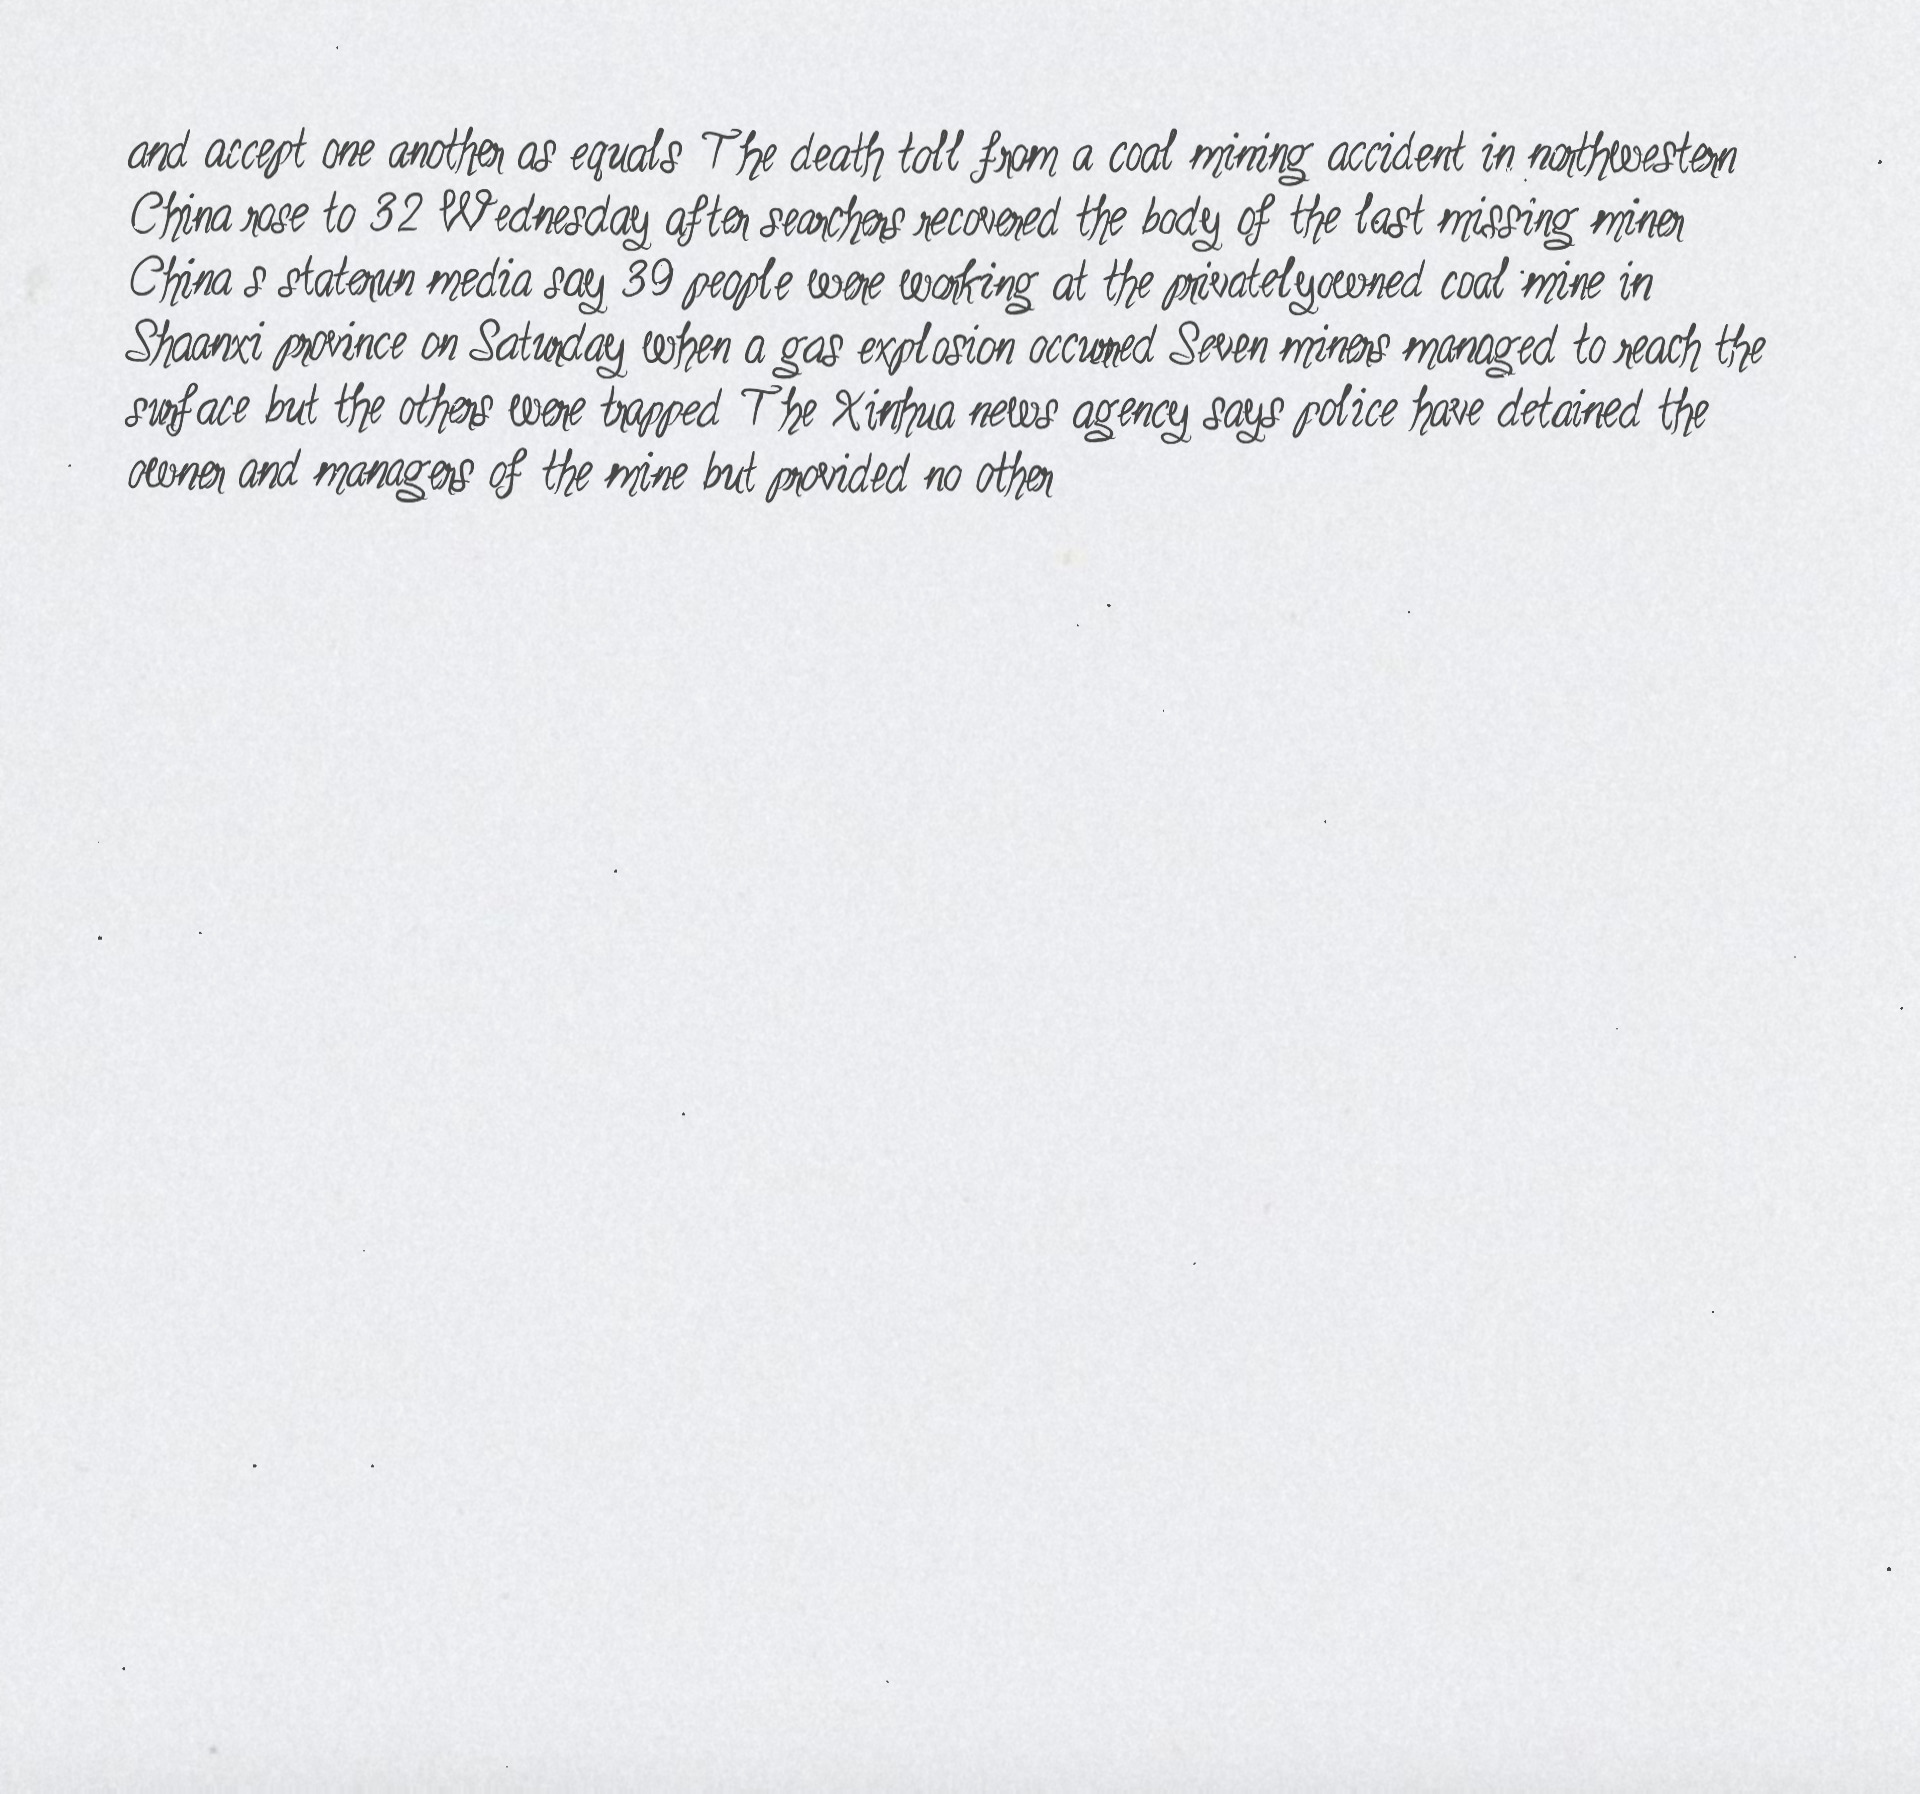 and accept one another as equals The death toll from a coal mining accident in northwestern
China rose to 32 Wednesday after searchers recovered the body of the last missing miner
China s staterun media say 39 people were working at the privatelyowned coal mine in
Shaanxi province on Saturday when a gas explosion occurred Seven miners managed to reach the
surface but the others were trapped The Xinhua news agency says police have detained the
owner and managers of the mine but provided no other